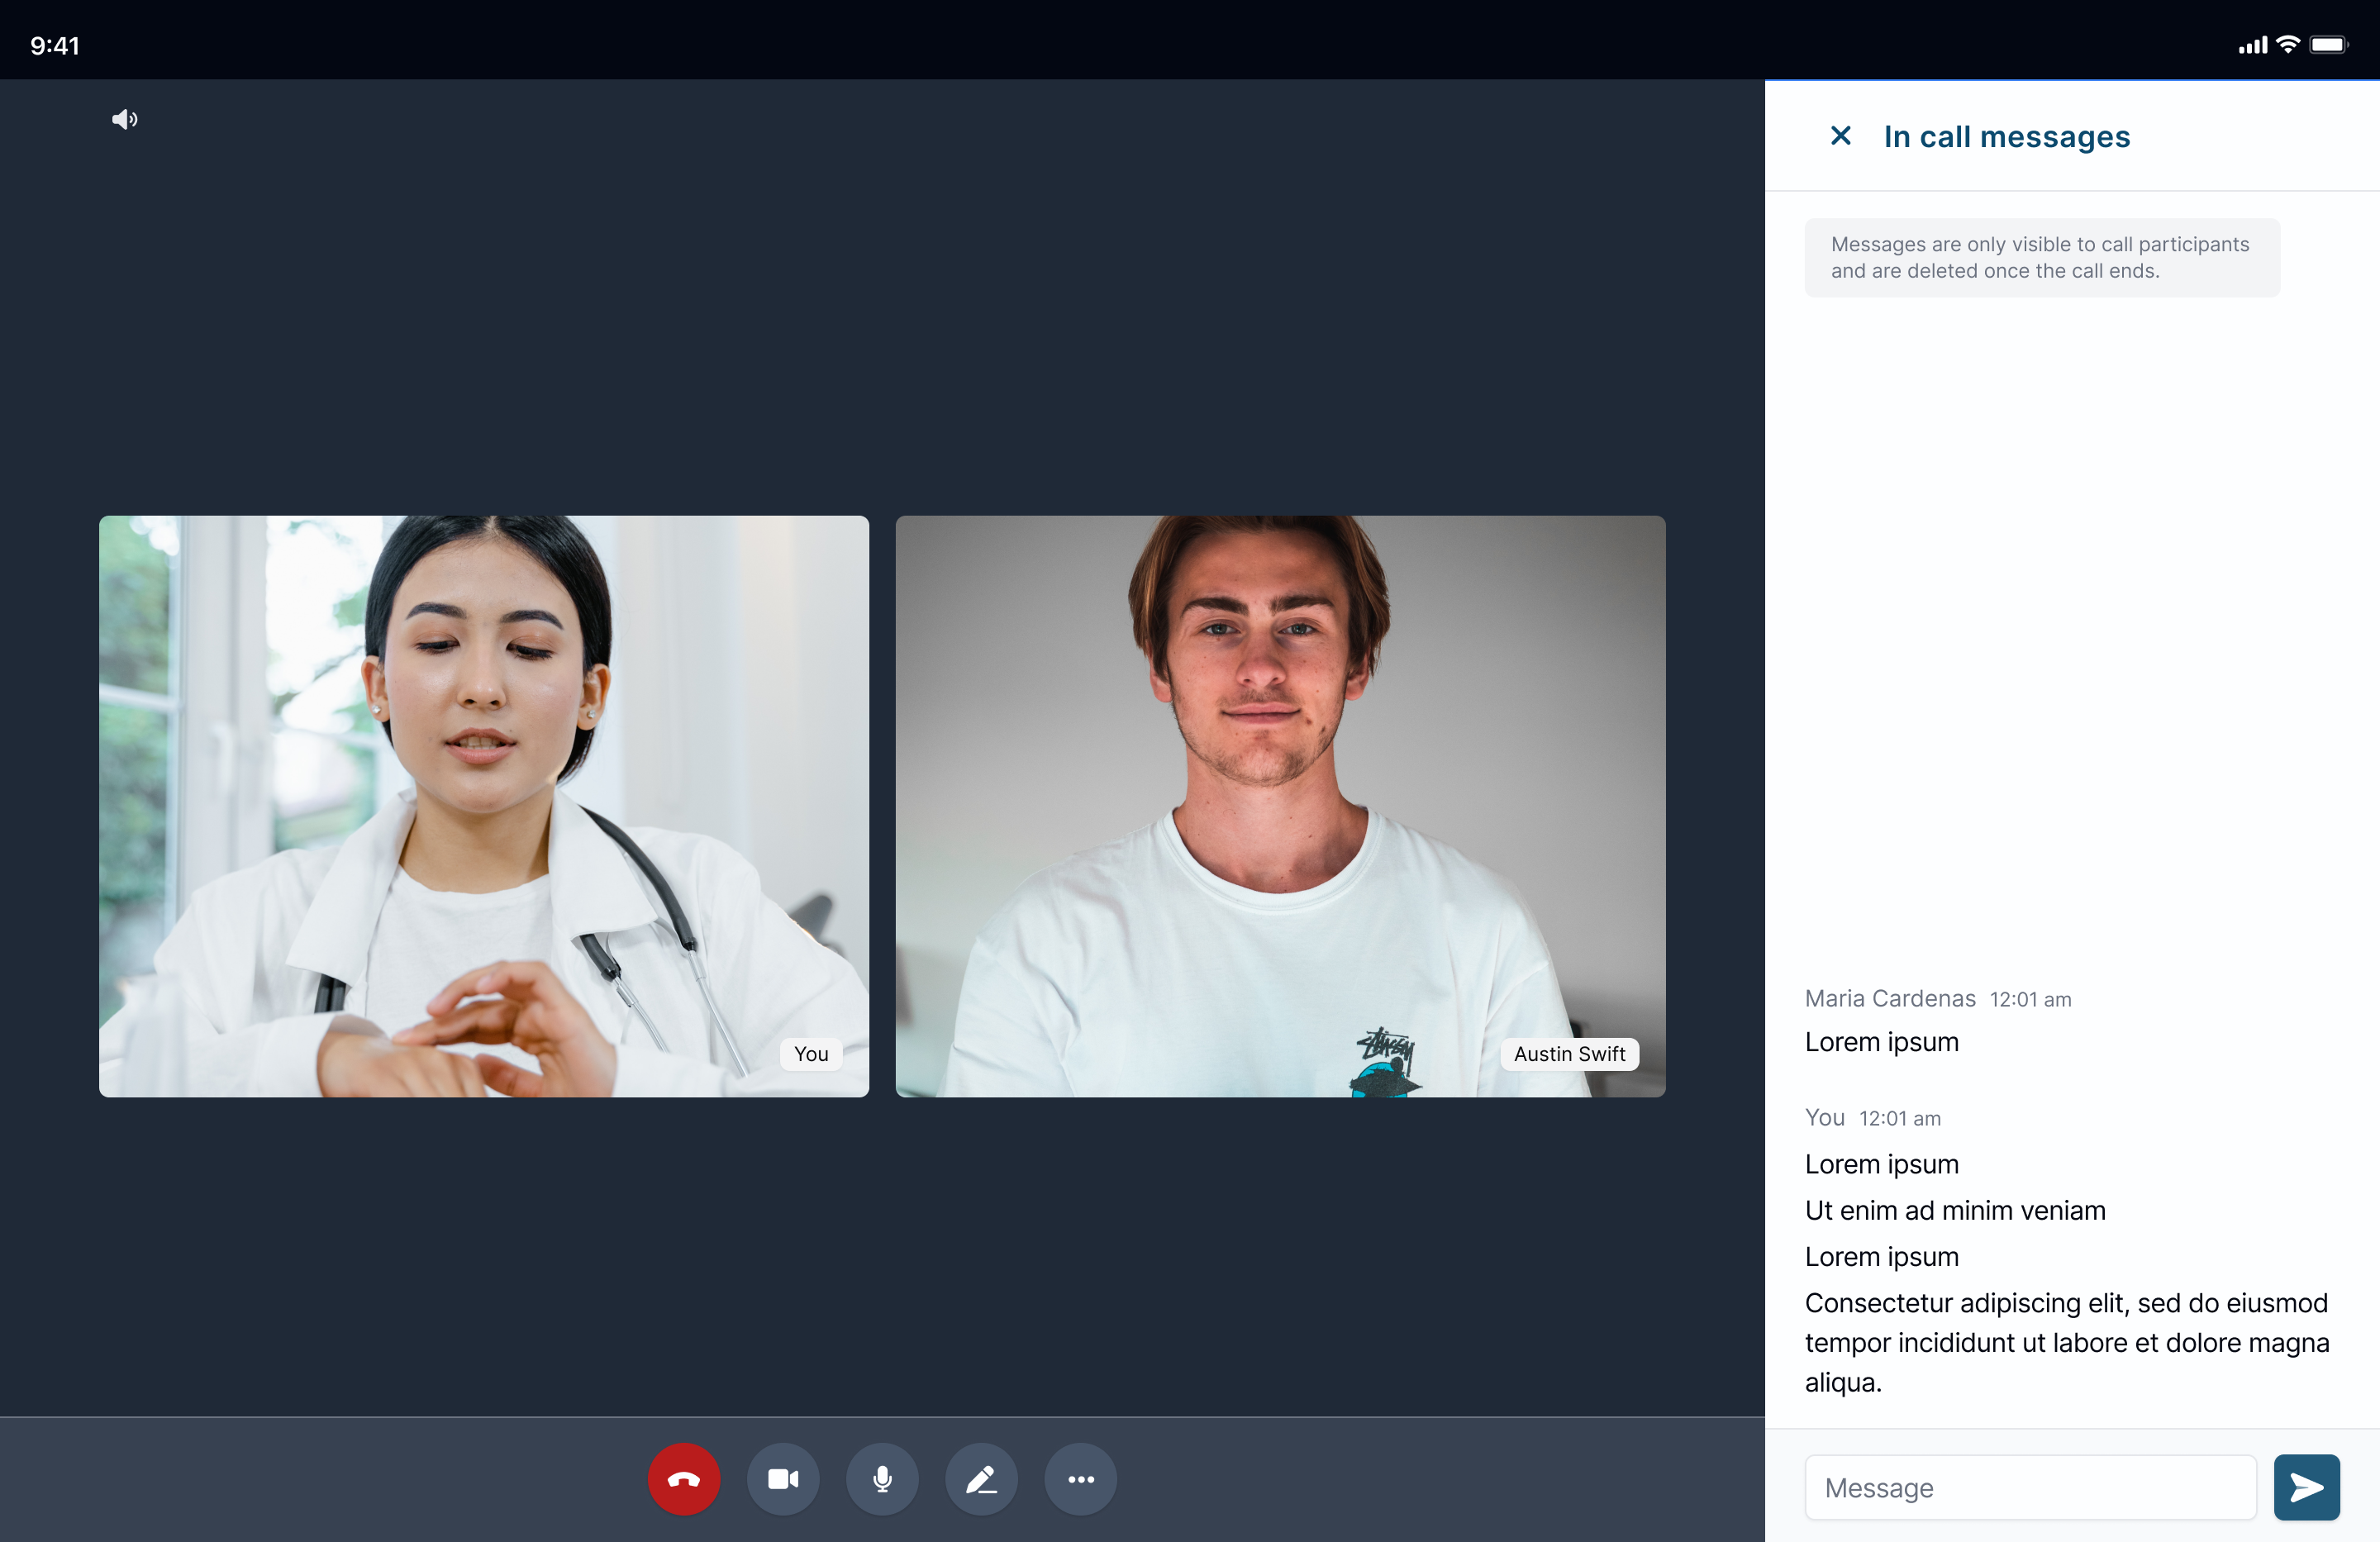 9:41
In call messages
Messages are only visible to call participants
and are deleted once the call ends.
You
Austin Swift
Maria Cardenas 12:01 am
Lorem ipsum
You 12:01 am
Lorem ipsum
Ut enim ad minim veniam
Lorem ipsum
Consectetur adipiscing elit, sed do eiusmod
tempor incididunt ut labore et dolore magna
aliqua.
Message